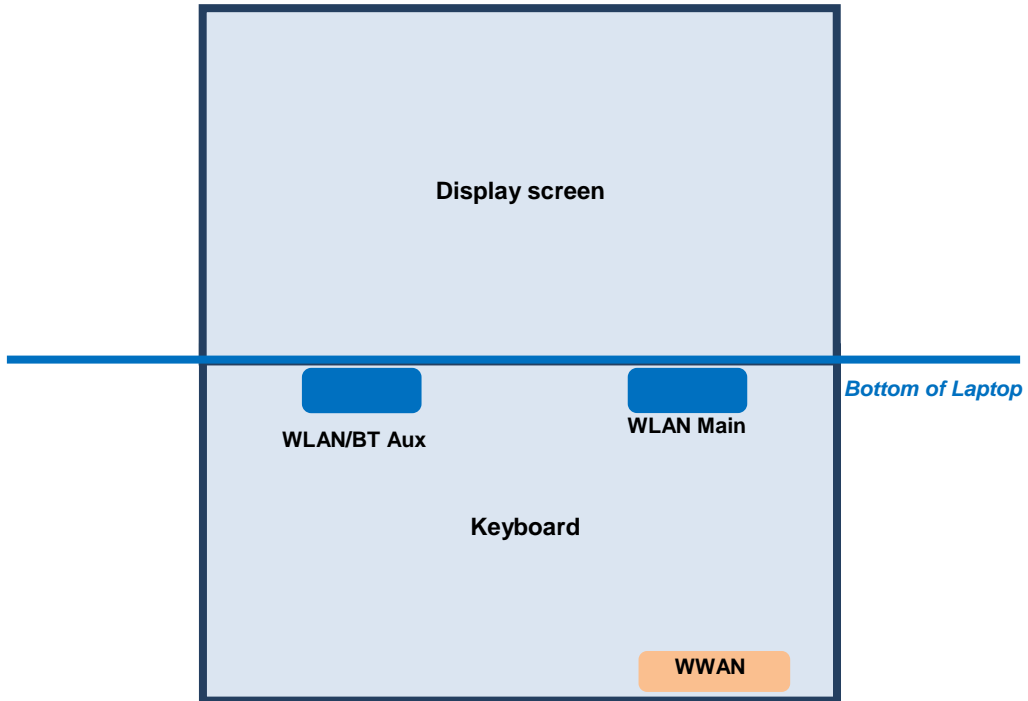 Display screen
Bottom of Laptop
WLAN/BT Aux
WLAN Main
Keyboard
WWAN